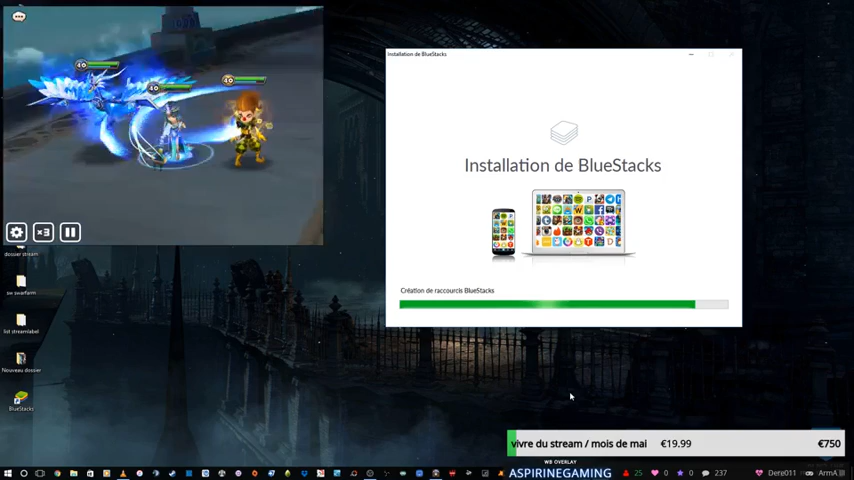 40
40
40
×3
Installation de BlueStacks
Installation de BlueStacks
Création de raccourcis BlueStacks
dossier stream
sw swarfarm
list streamlabel
Nouveau dossier
BlueStacks
vivre du stream / mois de mai €19.99 €750
WB OVERLAY
ASPIRINEGAMING 25 0 0 237 Dere011 ArmA